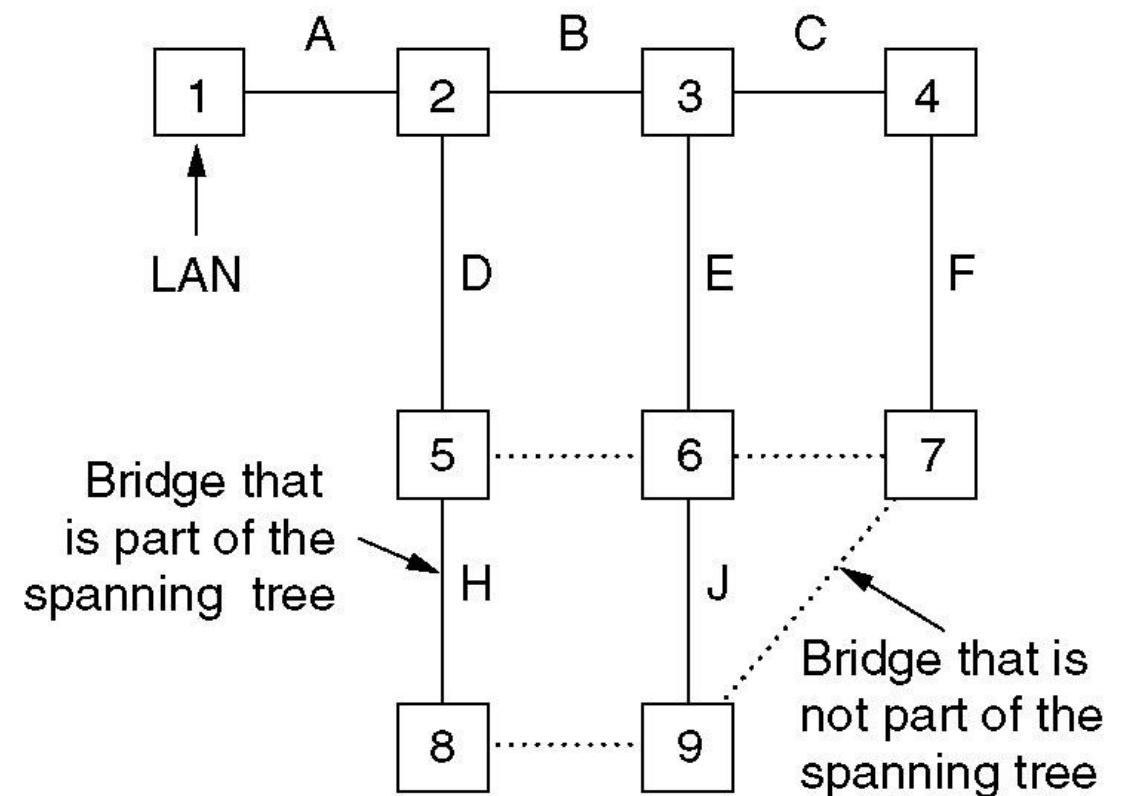 A B C
1 2 3 4
LAN
D E F
5 6 7
Bridge that
is part of the
spanning tree
H J
Bridge that is
not part of the
spanning tree
8 9